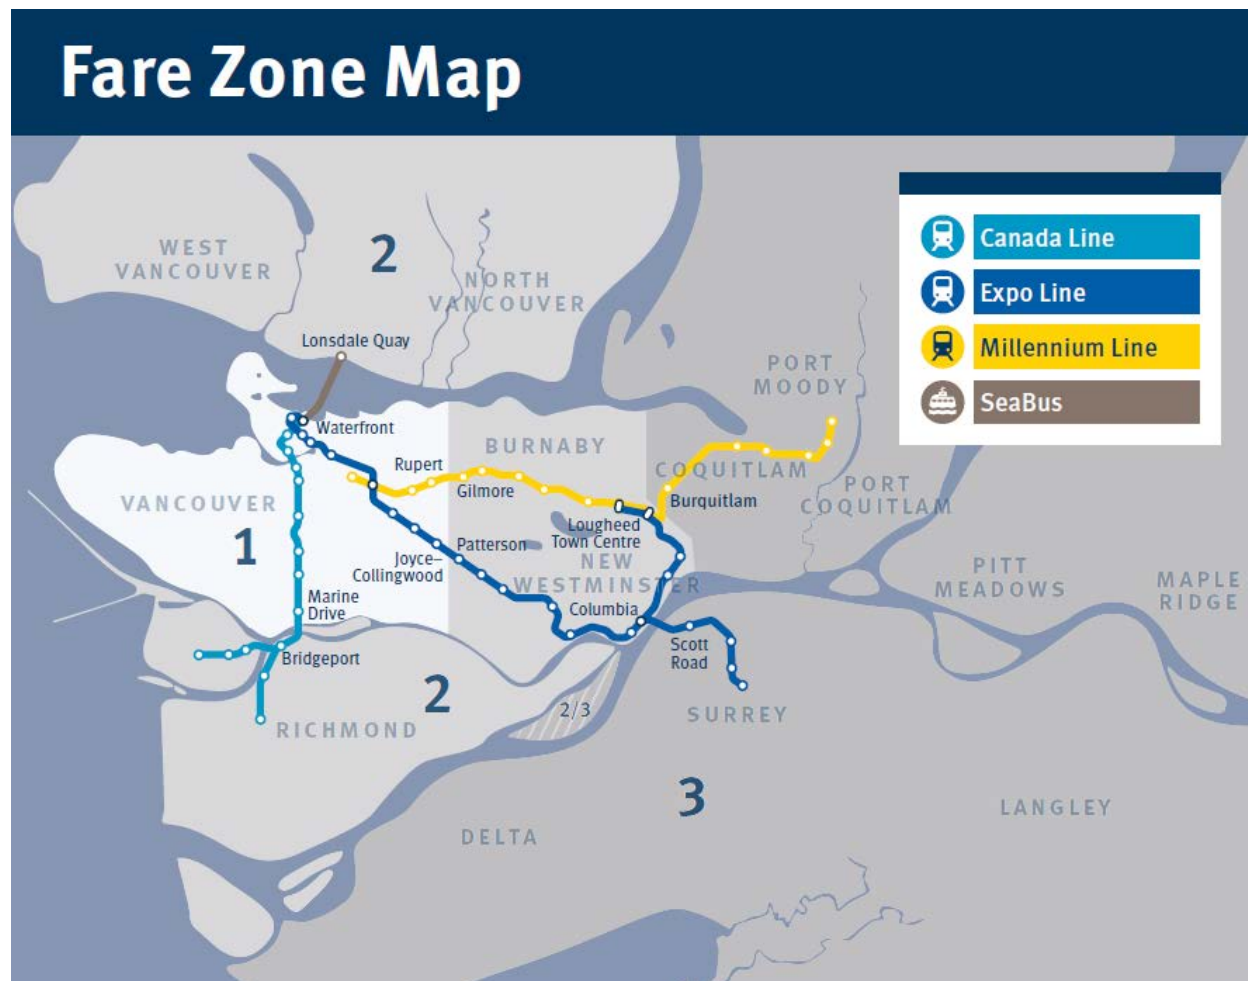 Fare Zone Map
Canada Line
Expo Line
Millennium Line
SeaBus
WEST
VANCOUVER
2
NORTH
VANCOUVER
Lonsdale Quay
PORT
MOODY
Waterfront
BURNABY
Rupert
Gilmore
COQUITLAM
Burquitlam
PORT
COQUITLAM
VANCOUVER
1
Lougheed
Town Centre
Patterson
Joyce–
Collingwood
NEW
WESTMINSTER
PITT
MEADOWS
MAPLE
RIDGE
Marine
Drive
Columbia
Bridgeport
Scott
Road
2
2/3
RICHMOND
SURREY
3
DELTA
LANGLEY